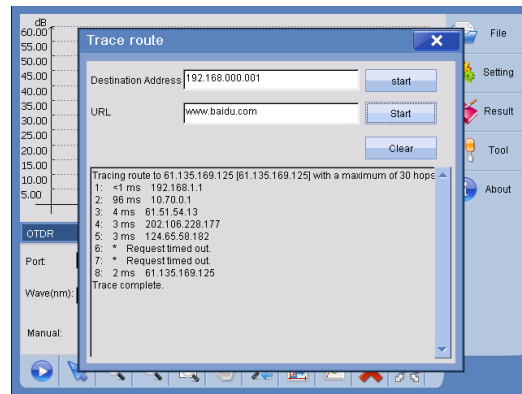 dB
60.00
55.00
50.00
45.00
40.00
35.00
30.00
25.00
20.00
15.00
10.00
5.00
Trace route
X
Destination Address 192.168.000.001 start
URL www.baidu.com Start
Clear
Tracing route to 61.135.169.125 [61.135.169.125] with a maximum of 30 hops
1: <1 ms 192.168.1.1
2: 96 ms 10.70.0.1
3: 4 ms 61.51.54.13
4: 3 ms 202.106.228.177
5: 3 ms 124.65.58.182
6: * Request timed out.
7: * Request timed out.
8: 2 ms 61.135.169.125
Trace complete.
File
Setting
Result
Tool
About
OTDR
Port:
Wave(nm):
Manual: